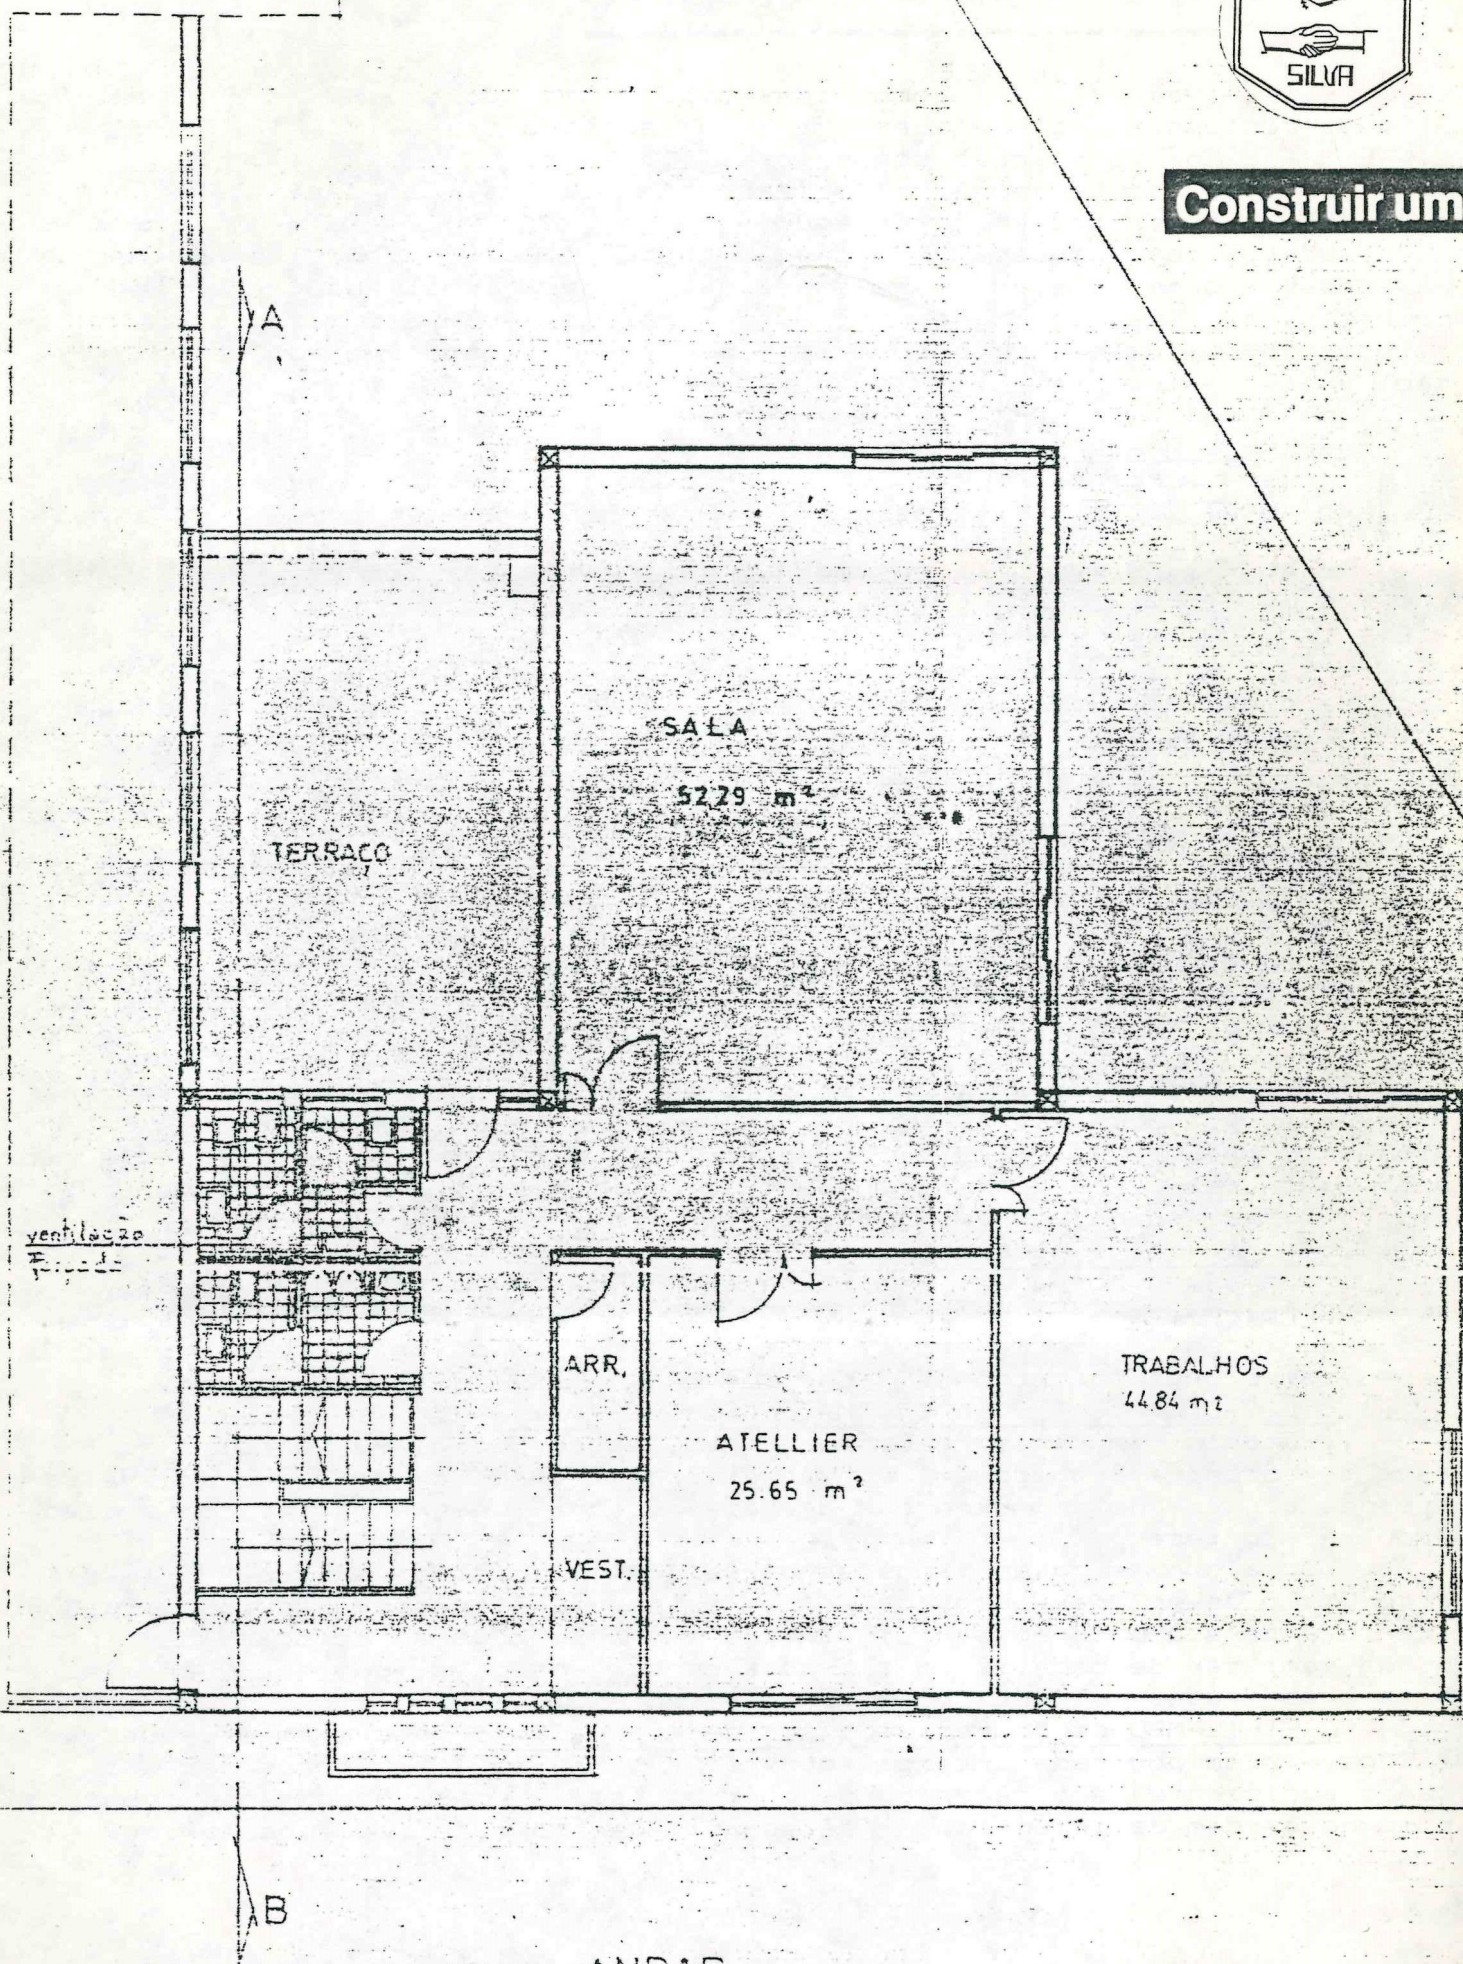 SILVA
Construir um
A
SALA
52,29 m²
TERRAÇO
ventilação
ARR.
TRABALHOS
44.84 m2
ATELLIER
25.65 m²
VEST.
B
ANDAR